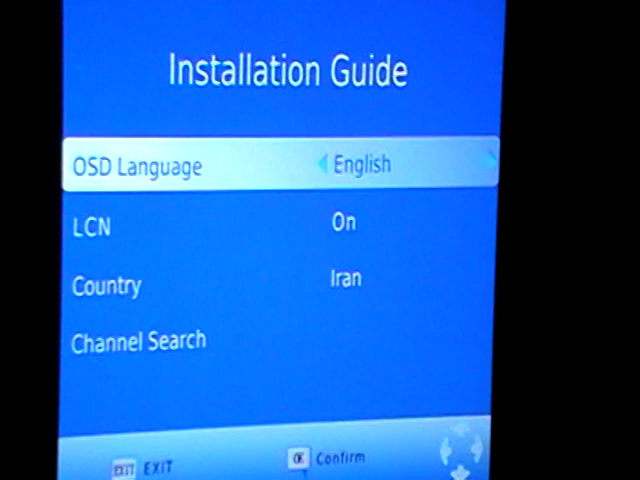 Installation Guide
OSD Language English
LCN On
Country Iran
Channel Search
EXIT EXIT OK Confirm